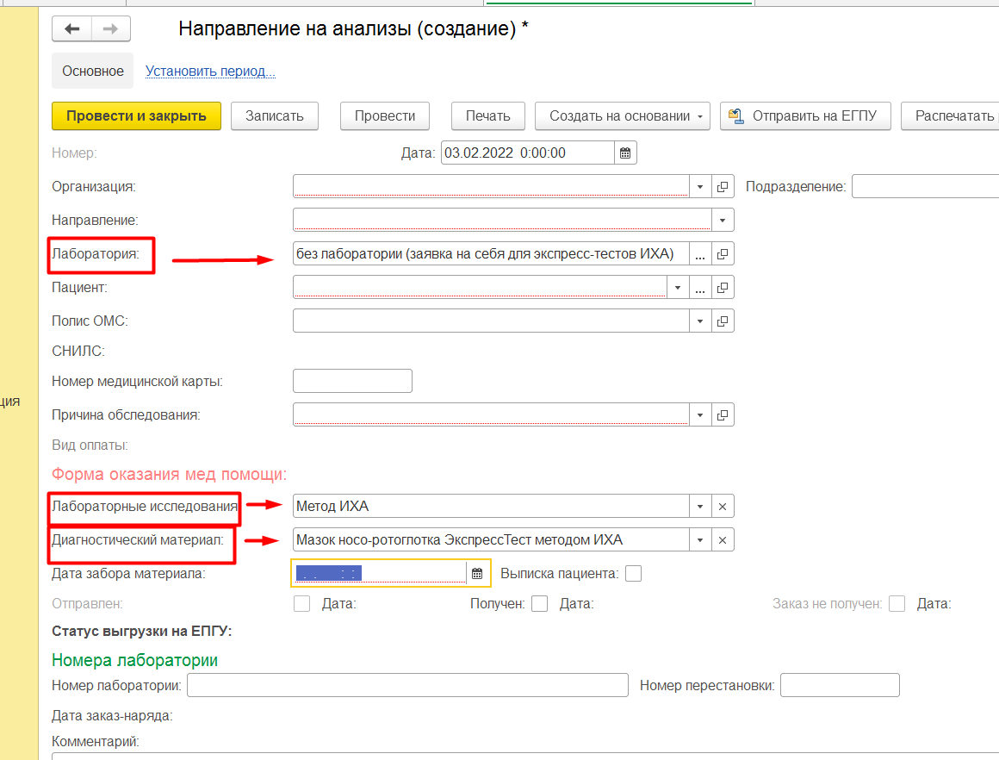 Направление на анализы (создание) *
Основное Установить период...
Провести и закрыть Записать Провести Печать Создать на основании Отправить на ЕГПУ Распечатать
Номер: Дата: 03.02.2022 0:00:00
Организация: Подразделение:
Направление:
Лаборатория: без лаборатории (заявка на себя для экспресс-тестов ИХА) ...
Пациент: ...
Полис ОМС:
СНИЛС:
Номер медицинской карты:
ция
Причина обследования:
Вид оплаты:
Форма оказания мед помощи:
Лабораторные исследования Метод ИХА
Диагностический материал: Мазок носо-ротоглотка ЭкспрессТест методом ИХА
Дата забора материала: . . : : Выписка пациента:
Отправлен: Дата: Получен: Дата: Заказ не получен: Дата:
Статус выгрузки на ЕПГУ:
Номера лаборатории
Номер лаборатории: Номер перестановки:
Дата заказ-наряда:
Комментарий: